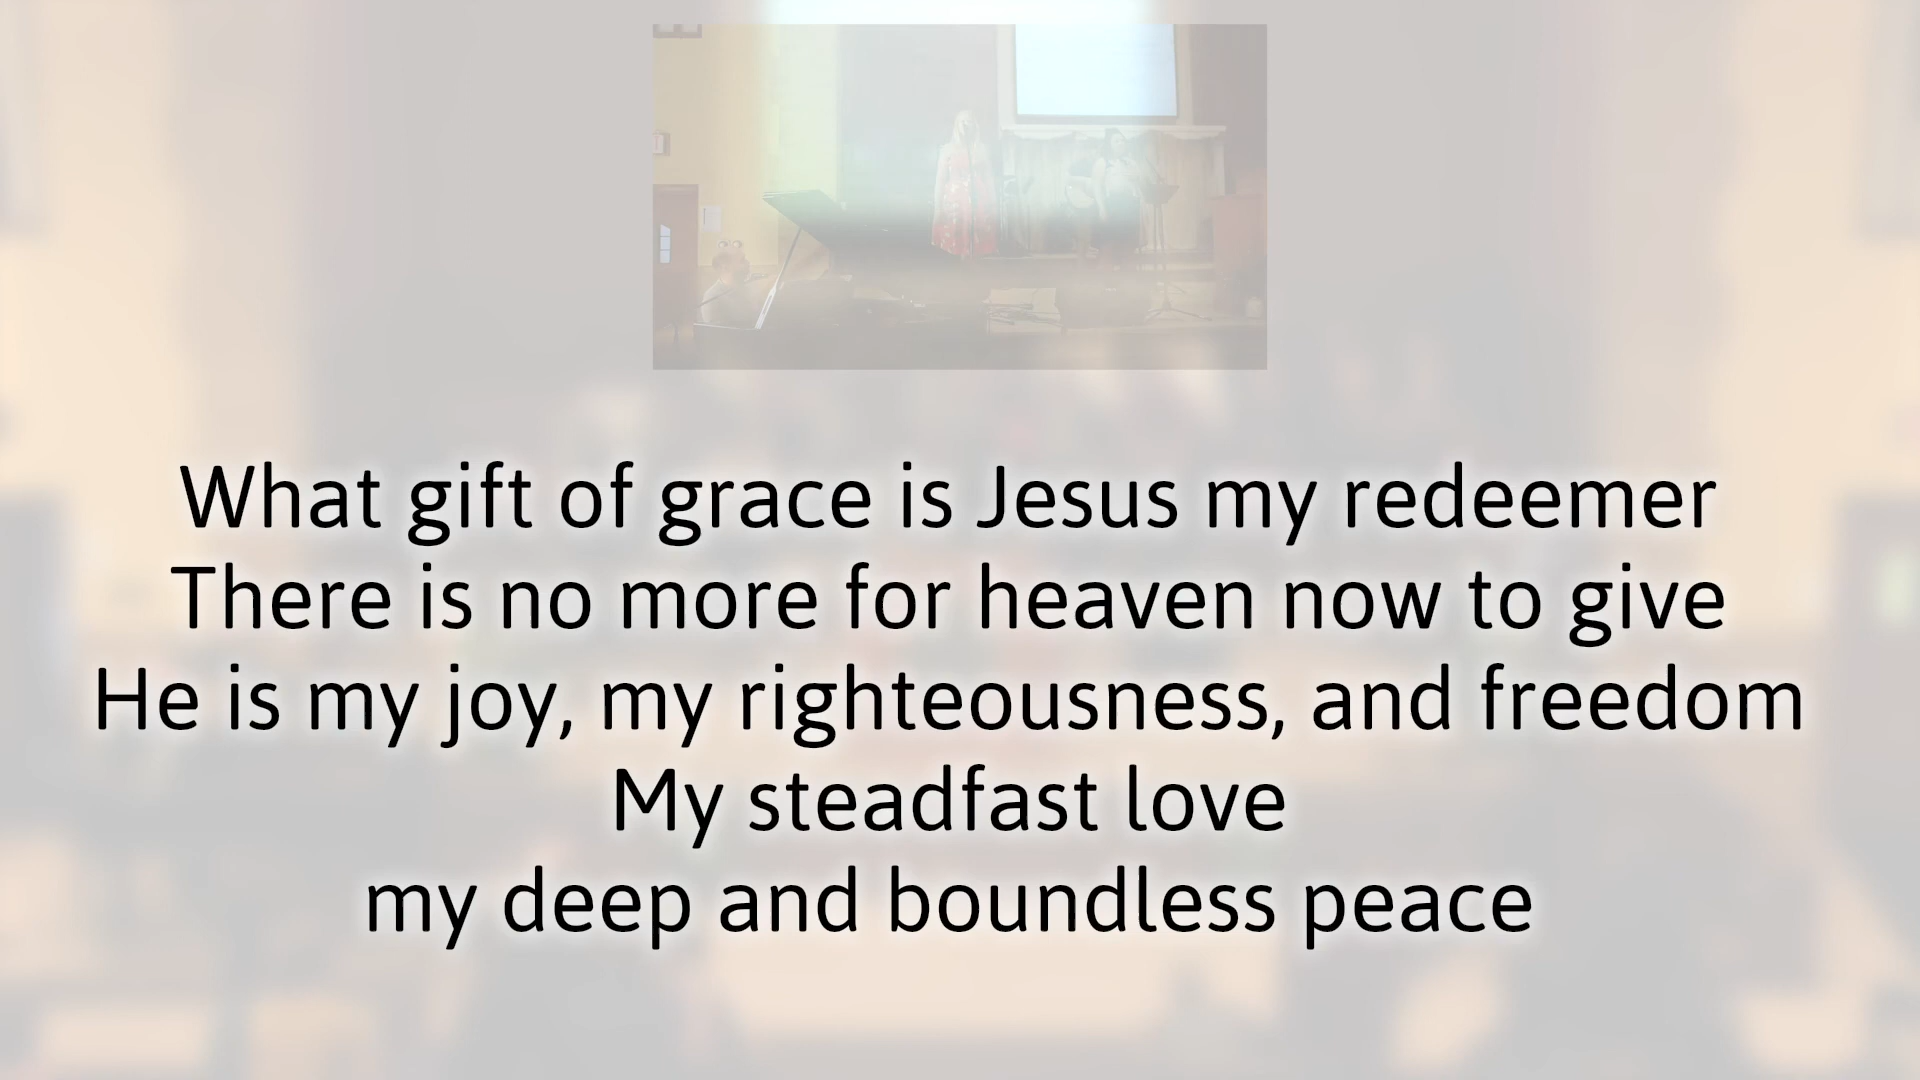 What gift of grace is Jesus my redeemer
There is no more for heaven now to give
He is my joy, my righteousness, and freedom
My steadfast love
my deep and boundless peace